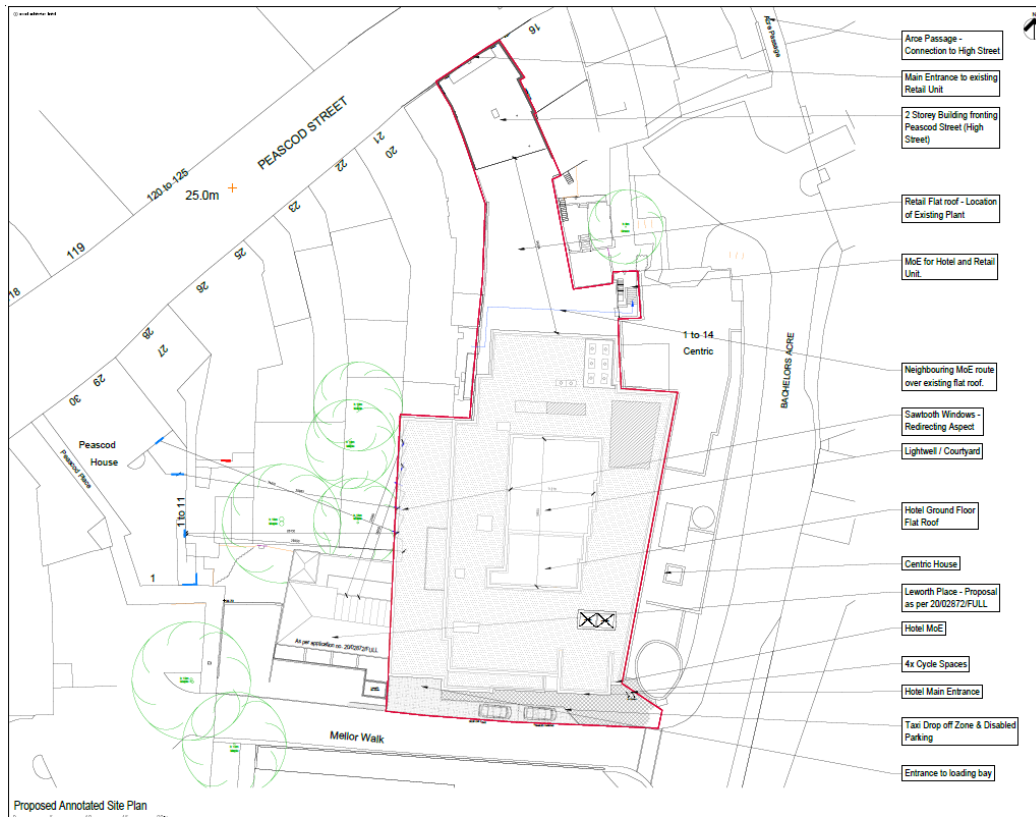 16
Acre Passage
N
Arce Passage -
Connection to High Street
Main Entrance to existing
Retail Unit
2 Storey Building fronting
Peascod Street (High
Street)
Retail Flat roof - Location
of Existing Plant
MoE for Hotel and Retail
Unit.
Neighbouring MoE route
over existing flat roof.
Sawtooth Windows -
Redirecting Aspect
Lightwell / Courtyard
Hotel Ground Floor
Flat Roof
Centric House
Leworth Place - Proposal
as per 20/02872/FULL
Hotel MoE
4x Cycle Spaces
Hotel Main Entrance
Taxi Drop off Zone & Disabled
Parking
Entrance to loading bay
PEASCOD STREET
120 to 125
25.0m
119
18
20
21
22
23
25
26
27
28
29
30
Peascod
House
Peascod Place
1 to 11
1
1 to 14
Centric
BACHELORS ACRE
As per application no. 20/02872/FULL
Mellor Walk
Proposed Annotated Site Plan